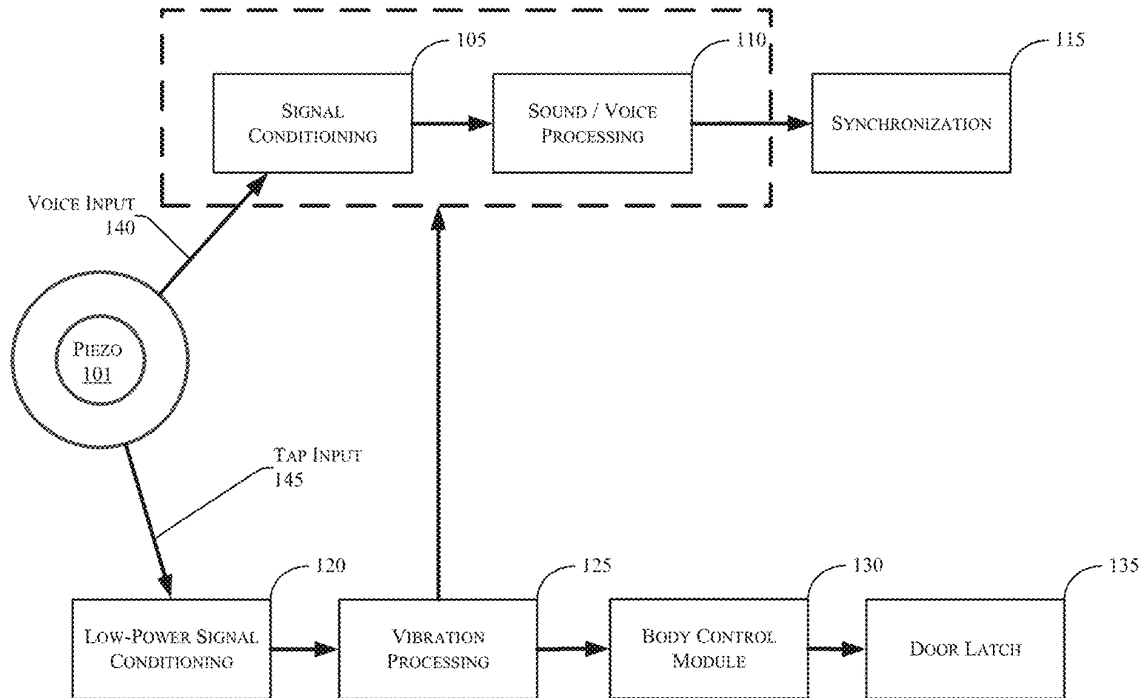 105
110
115
SIGNAL
CONDITIOINING
SOUND / VOICE
PROCESSING
SYNCHRONIZATION
VOICE INPUT
140
PIEZO
101
TAP INPUT
145
120
125
130
135
LOW-POWER SIGNAL
CONDITIONING
VIBRATION
PROCESSING
BODY CONTROL
MODULE
DOOR LATCH